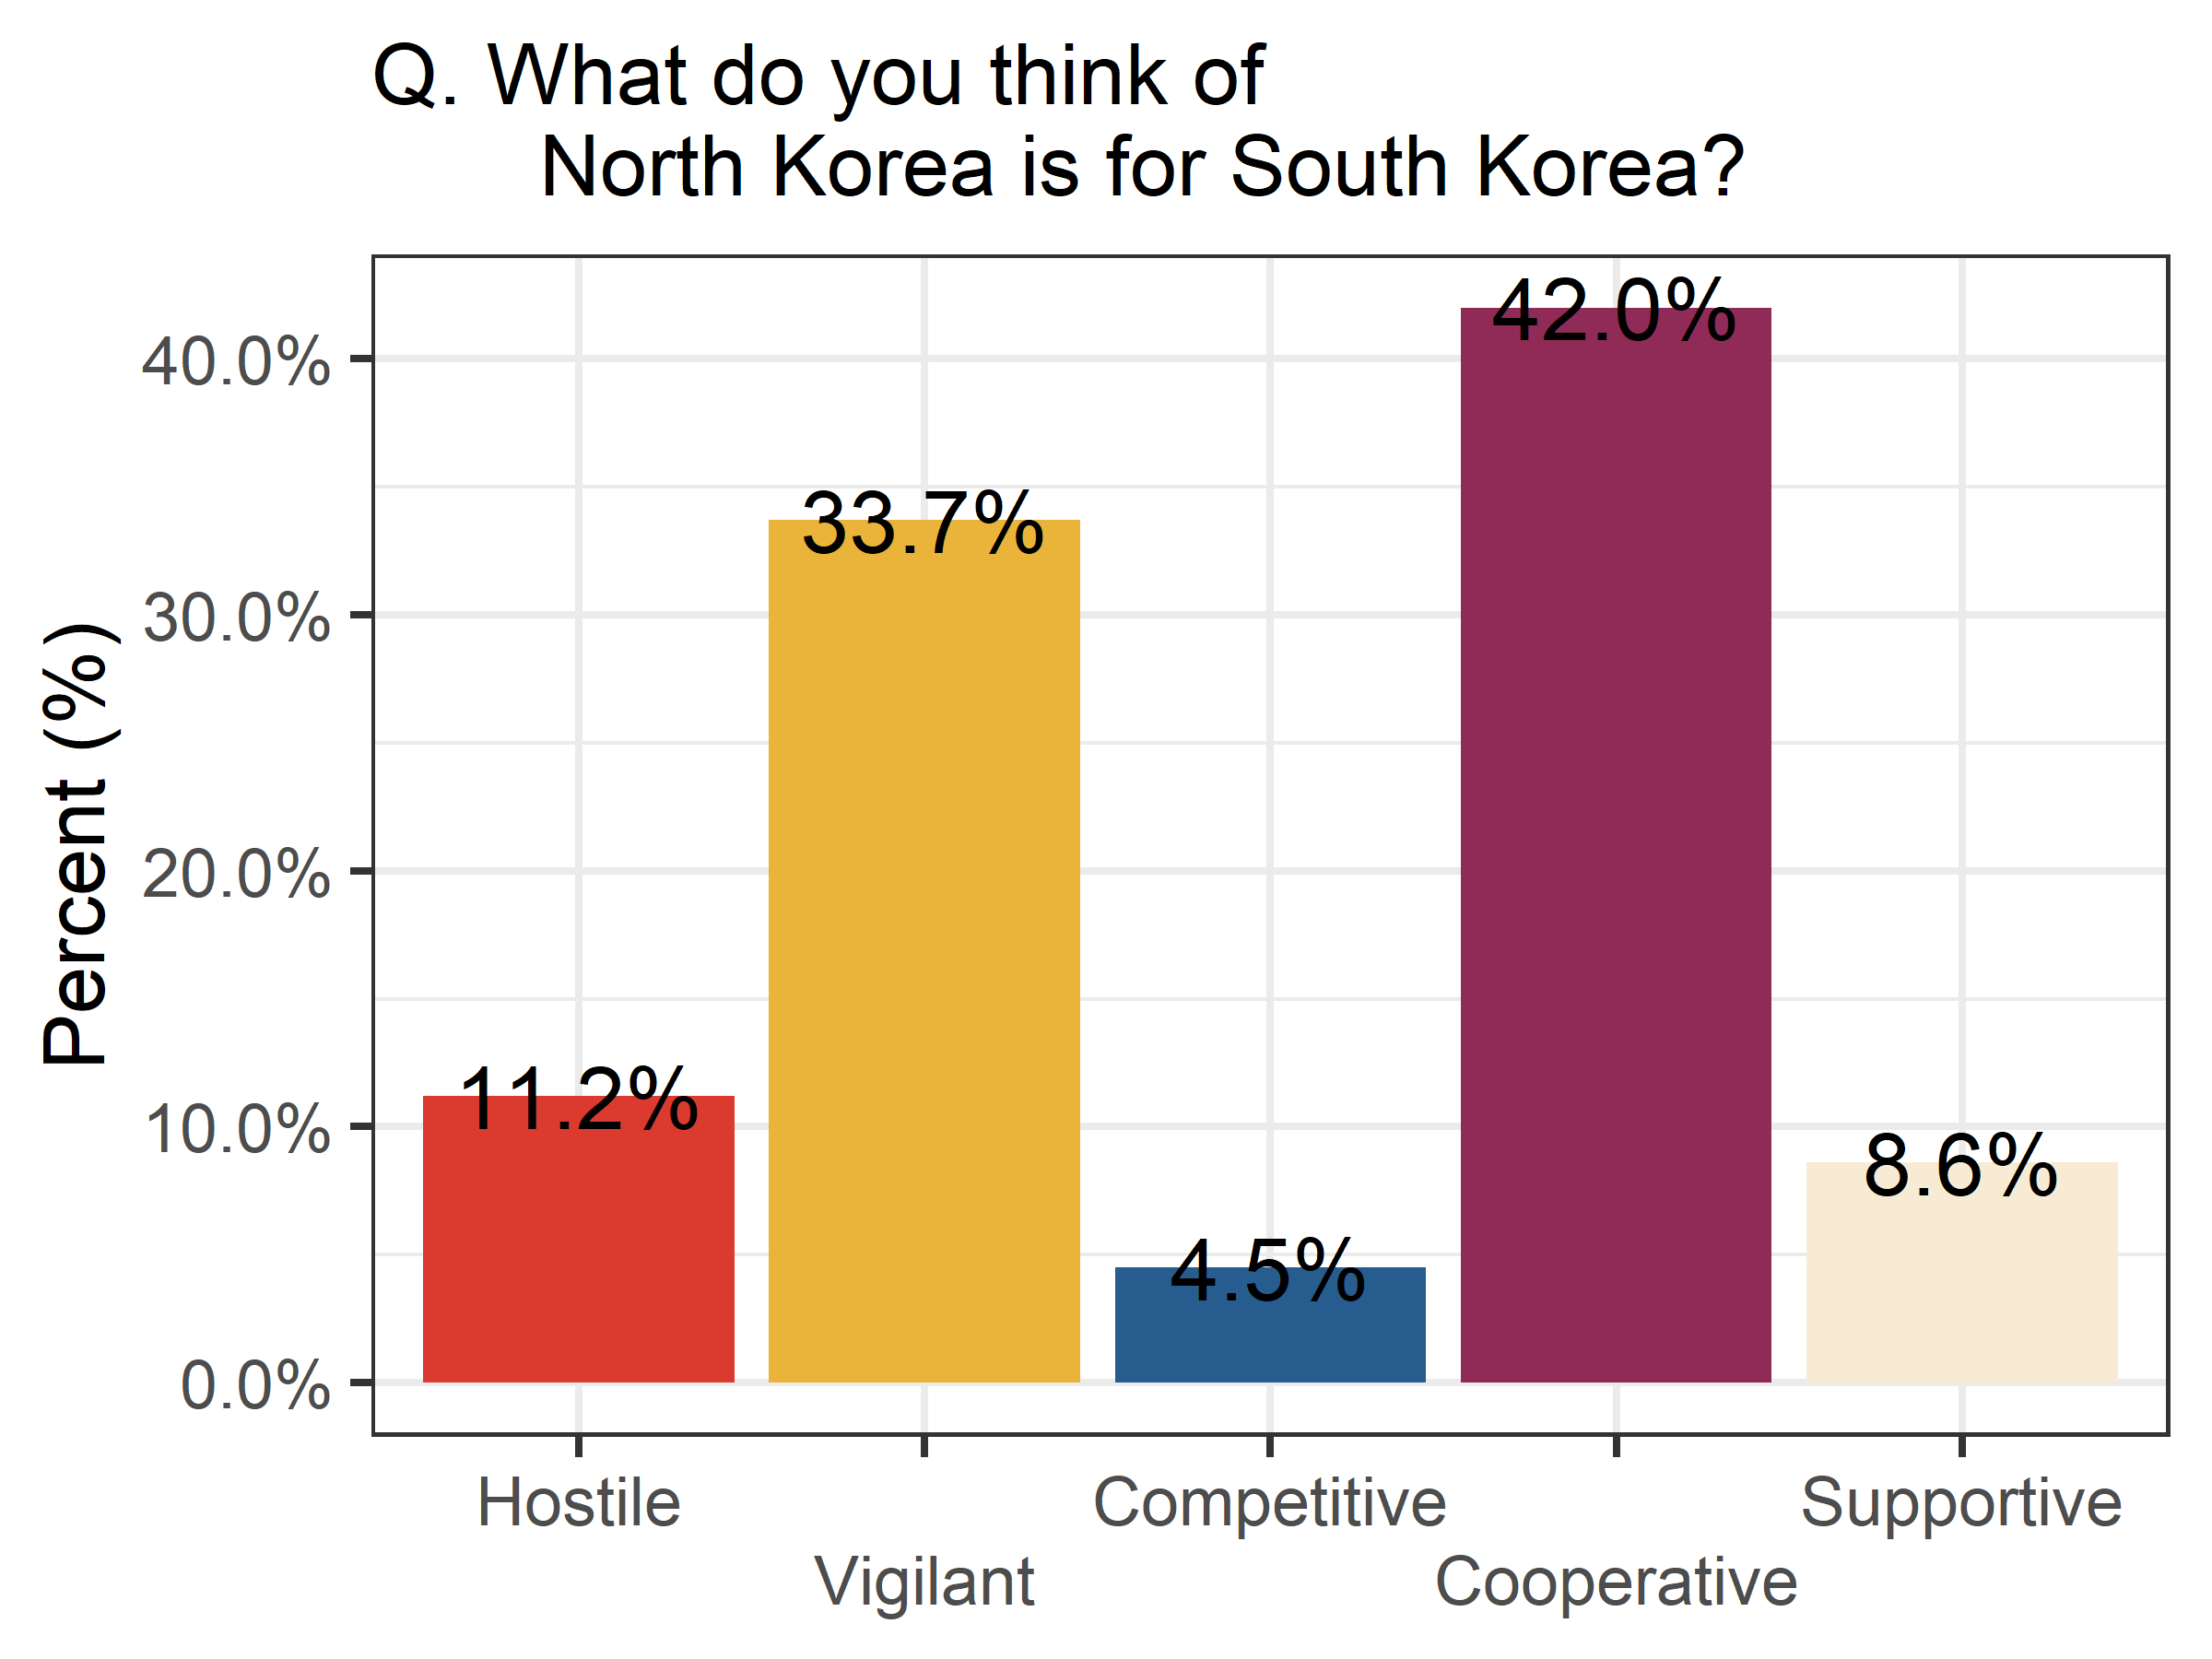 Q. What do you think of
North Korea is for South Korea?
Percent (%)
40.0%
30.0%
20.0%
10.0%
0.0%
11.2%
33.7%
4.5%
42.0%
8.6%
Hostile
Vigilant
Competitive
Cooperative
Supportive